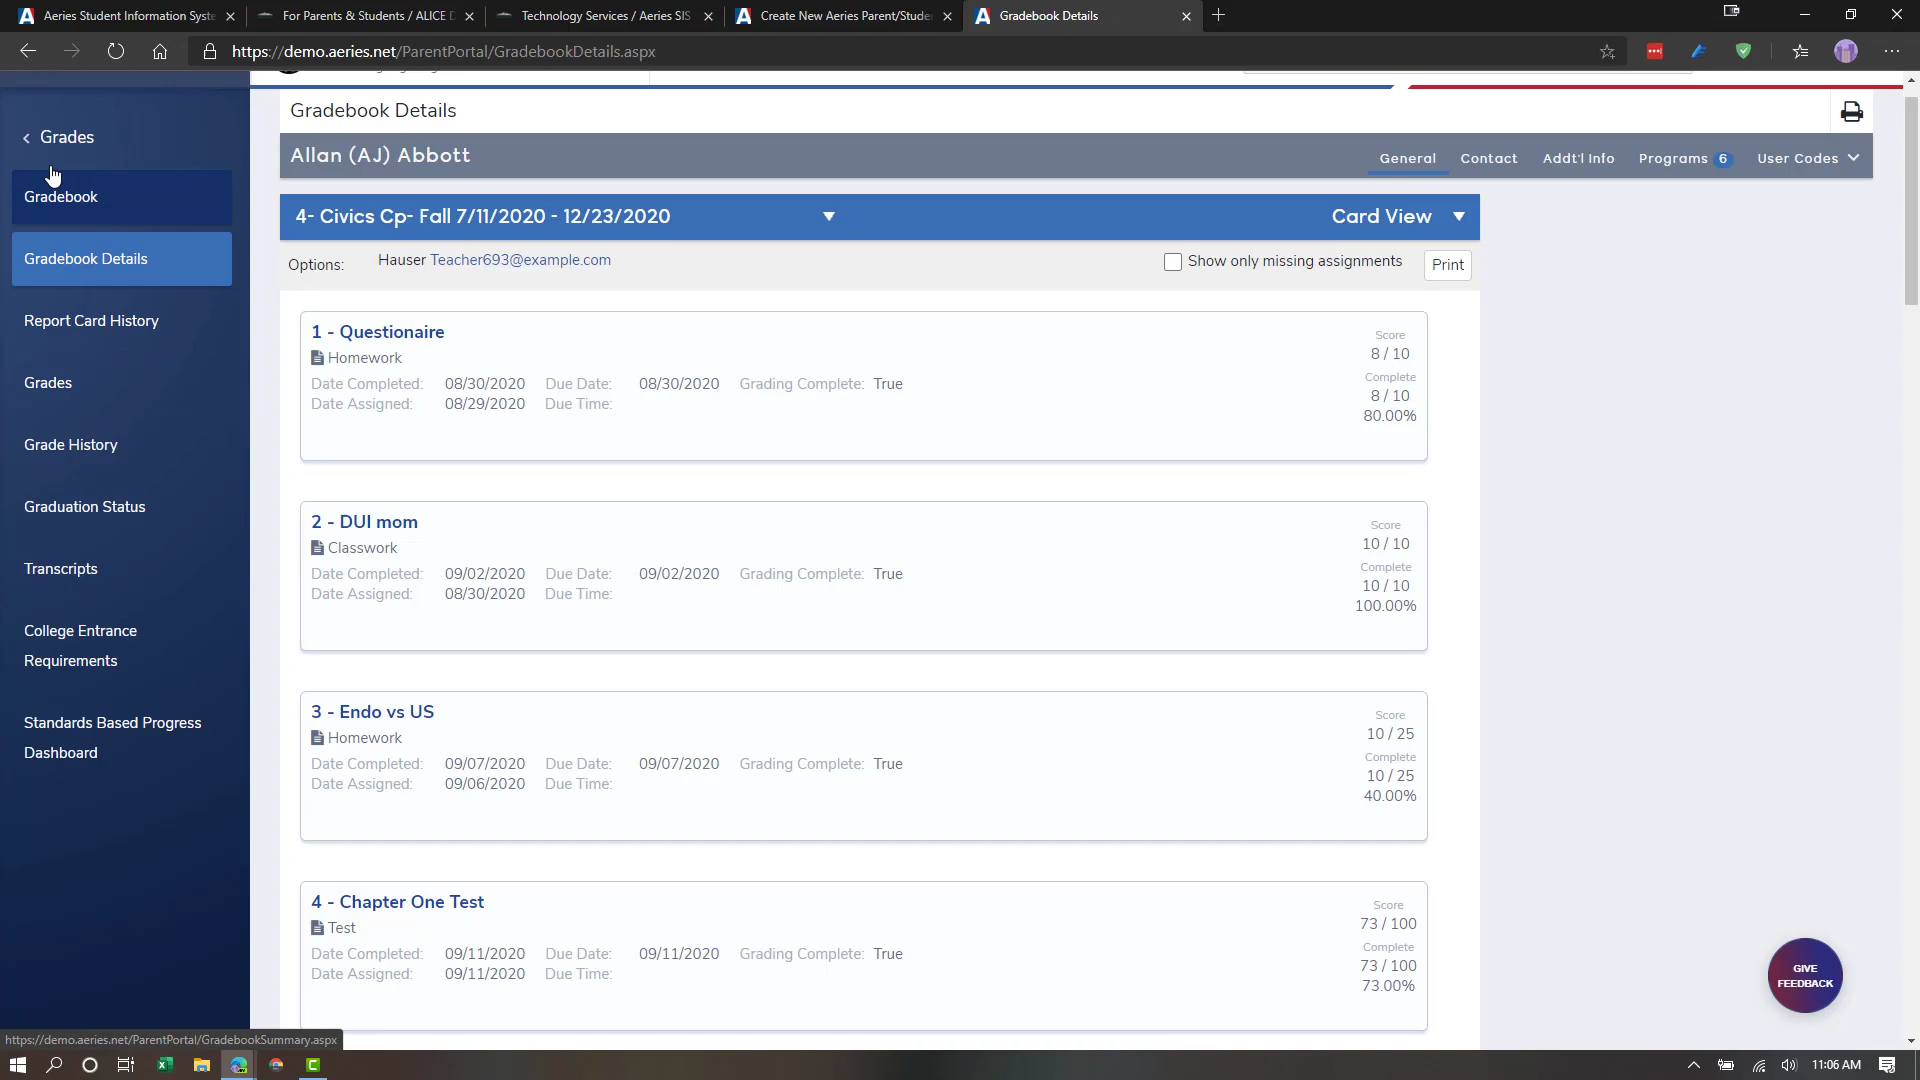 Aeries Student Information Syste
For Parents & Students / ALICE D
Technology Services / Aeries SIS
Create New Aeries Parent/Stude
Gradebook Details
https://demo.aeries.net/ParentPortal/GradebookDetails.aspx
Grades
Gradebook
Gradebook Details
Report Card History
Grades
Grade History
Graduation Status
Transcripts
College Entrance
Requirements
Standards Based Progress
Dashboard
Gradebook Details
Allan (AJ) Abbott
General Contact Addt'l Info Programs 6 User Codes
4- Civics Cp- Fall 7/11/2020 - 12/23/2020
Card View
Options: Hauser Teacher693@example.com
Show only missing assignments
Print
1 - Questionaire
Homework
Date Completed: 08/30/2020 Due Date: 08/30/2020 Grading Complete: True
Date Assigned: 08/29/2020 Due Time:
Score
8 / 10
Complete
8 / 10
80.00%
2 - DUI mom
Classwork
Date Completed: 09/02/2020 Due Date: 09/02/2020 Grading Complete: True
Date Assigned: 08/30/2020 Due Time:
Score
10 / 10
Complete
10 / 10
100.00%
3 - Endo vs US
Homework
Date Completed: 09/07/2020 Due Date: 09/07/2020 Grading Complete: True
Date Assigned: 09/06/2020 Due Time:
Score
10 / 25
Complete
10 / 25
40.00%
4 - Chapter One Test
Test
Date Completed: 09/11/2020 Due Date: 09/11/2020 Grading Complete: True
Date Assigned: 09/11/2020 Due Time:
Score
73 / 100
Complete
73 / 100
73.00%
GIVE
FEEDBACK
https://demo.aeries.net/ParentPortal/GradebookSummary.aspx
11:06 AM